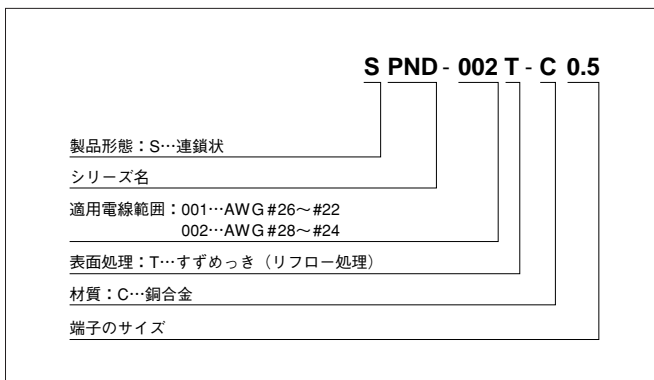 S PND - 002 T - C 0.5
製品形態：S…連鎖状
シリーズ名
適用電線範囲：001…AWG #26～#22
002…AWG #28～#24
表面処理：T…すずめっき（リフロー処理）
材質：C…銅合金
端子のサイズ